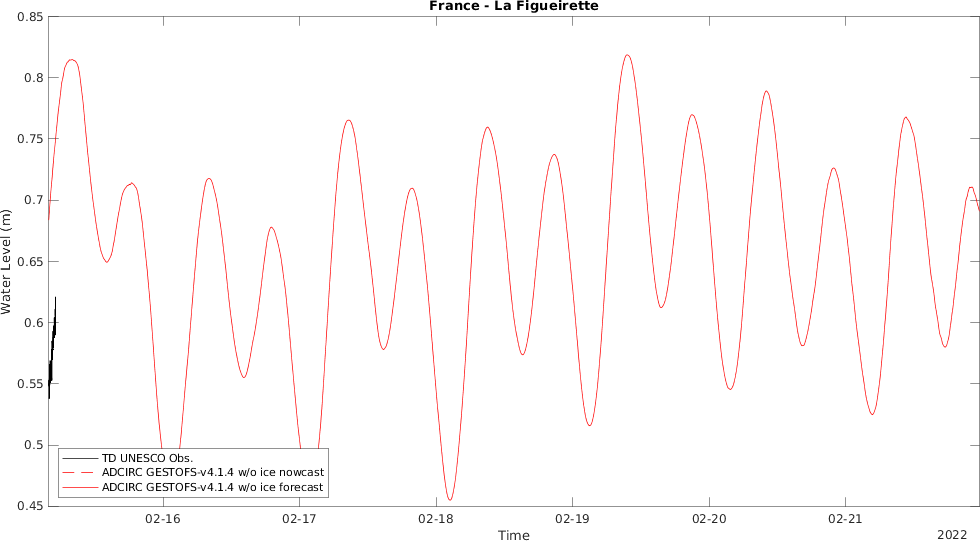 France - La Figueirette
0.85
0.8
0.75
0.7
0.65
0.6
0.55
0.5
0.45
Water Level (m)
TD UNESCO Obs.
ADCIRC GESTOFS-v4.1.4 w/o ice nowcast
ADCIRC GESTOFS-v4.1.4 w/o ice forecast
02-16 02-17 02-18 02-19 02-20 02-21
Time
2022